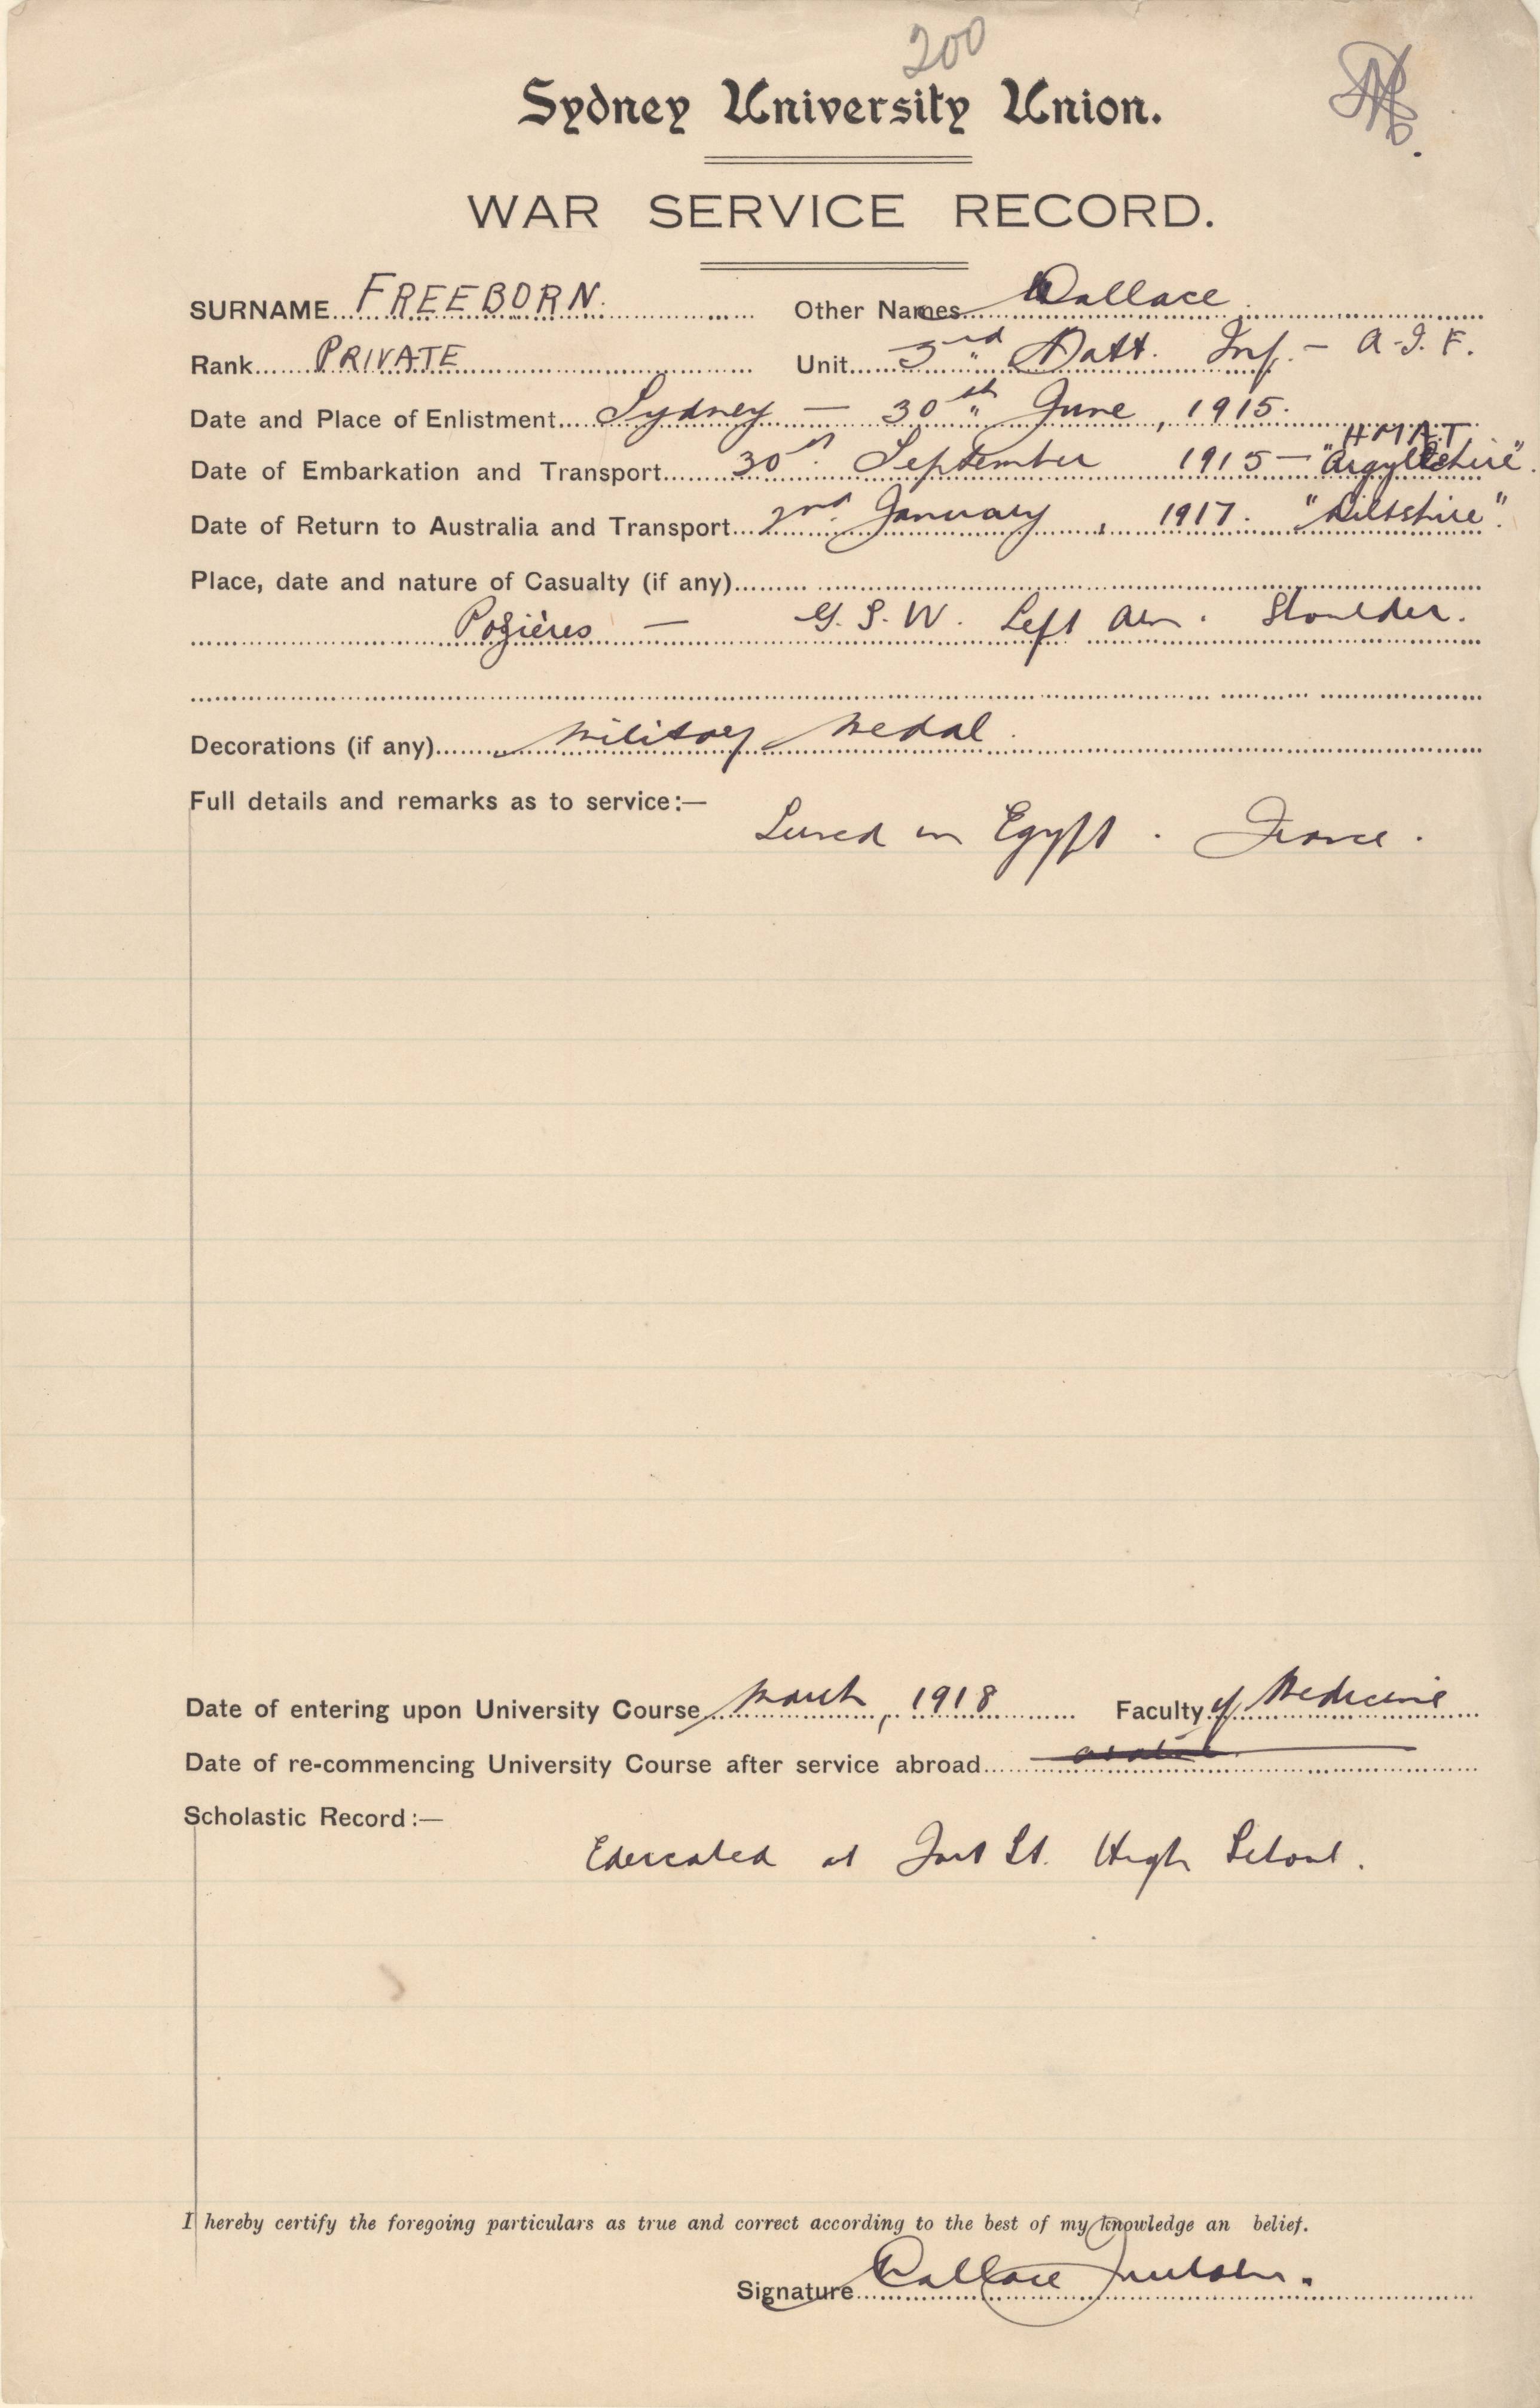 200
Sydney University Union.
WAR SERVICE RECORD.
SURNAME FREEBORN. Other Names Wallace.
Rank PRIVATE Unit 3rd Batt. Inf. - A.I.F.
Date and Place of Enlistment Sydney — 30th June, 1915.
H.M.A.T
Date of Embarkation and Transport 30th September 1915 — "Argyllshire".
Date of Return to Australia and Transport 2nd January, 1917. "Wiltshire".
Place, date and nature of Casualty (if any)
Pozières — G.S.W. Left Arm. Shoulder.
Decorations (if any) Military Medal.
Full details and remarks as to service:—
Served in Egypt. France.
Date of entering upon University Course March, 1918 Faculty of Medicine
Date of re-commencing University Course after service abroad
Scholastic Record:—
Educated at Fort St. High School.
I hereby certify the foregoing particulars as true and correct according to the best of my knowledge an belief.
Signature Wallace Freeborn.